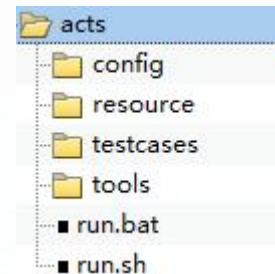 acts
config
resource
testcases
tools
run.bat
run.sh